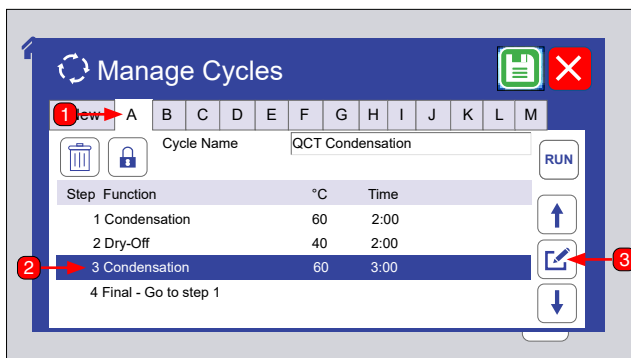 Manage Cycles
1
New A B C D E F G H I J K L M
Cycle Name QCT Condensation
RUN
Step Function °C Time
1 Condensation 60 2:00
2 Dry-Off 40 2:00
2
3 Condensation 60 3:00
3
4 Final - Go to step 1